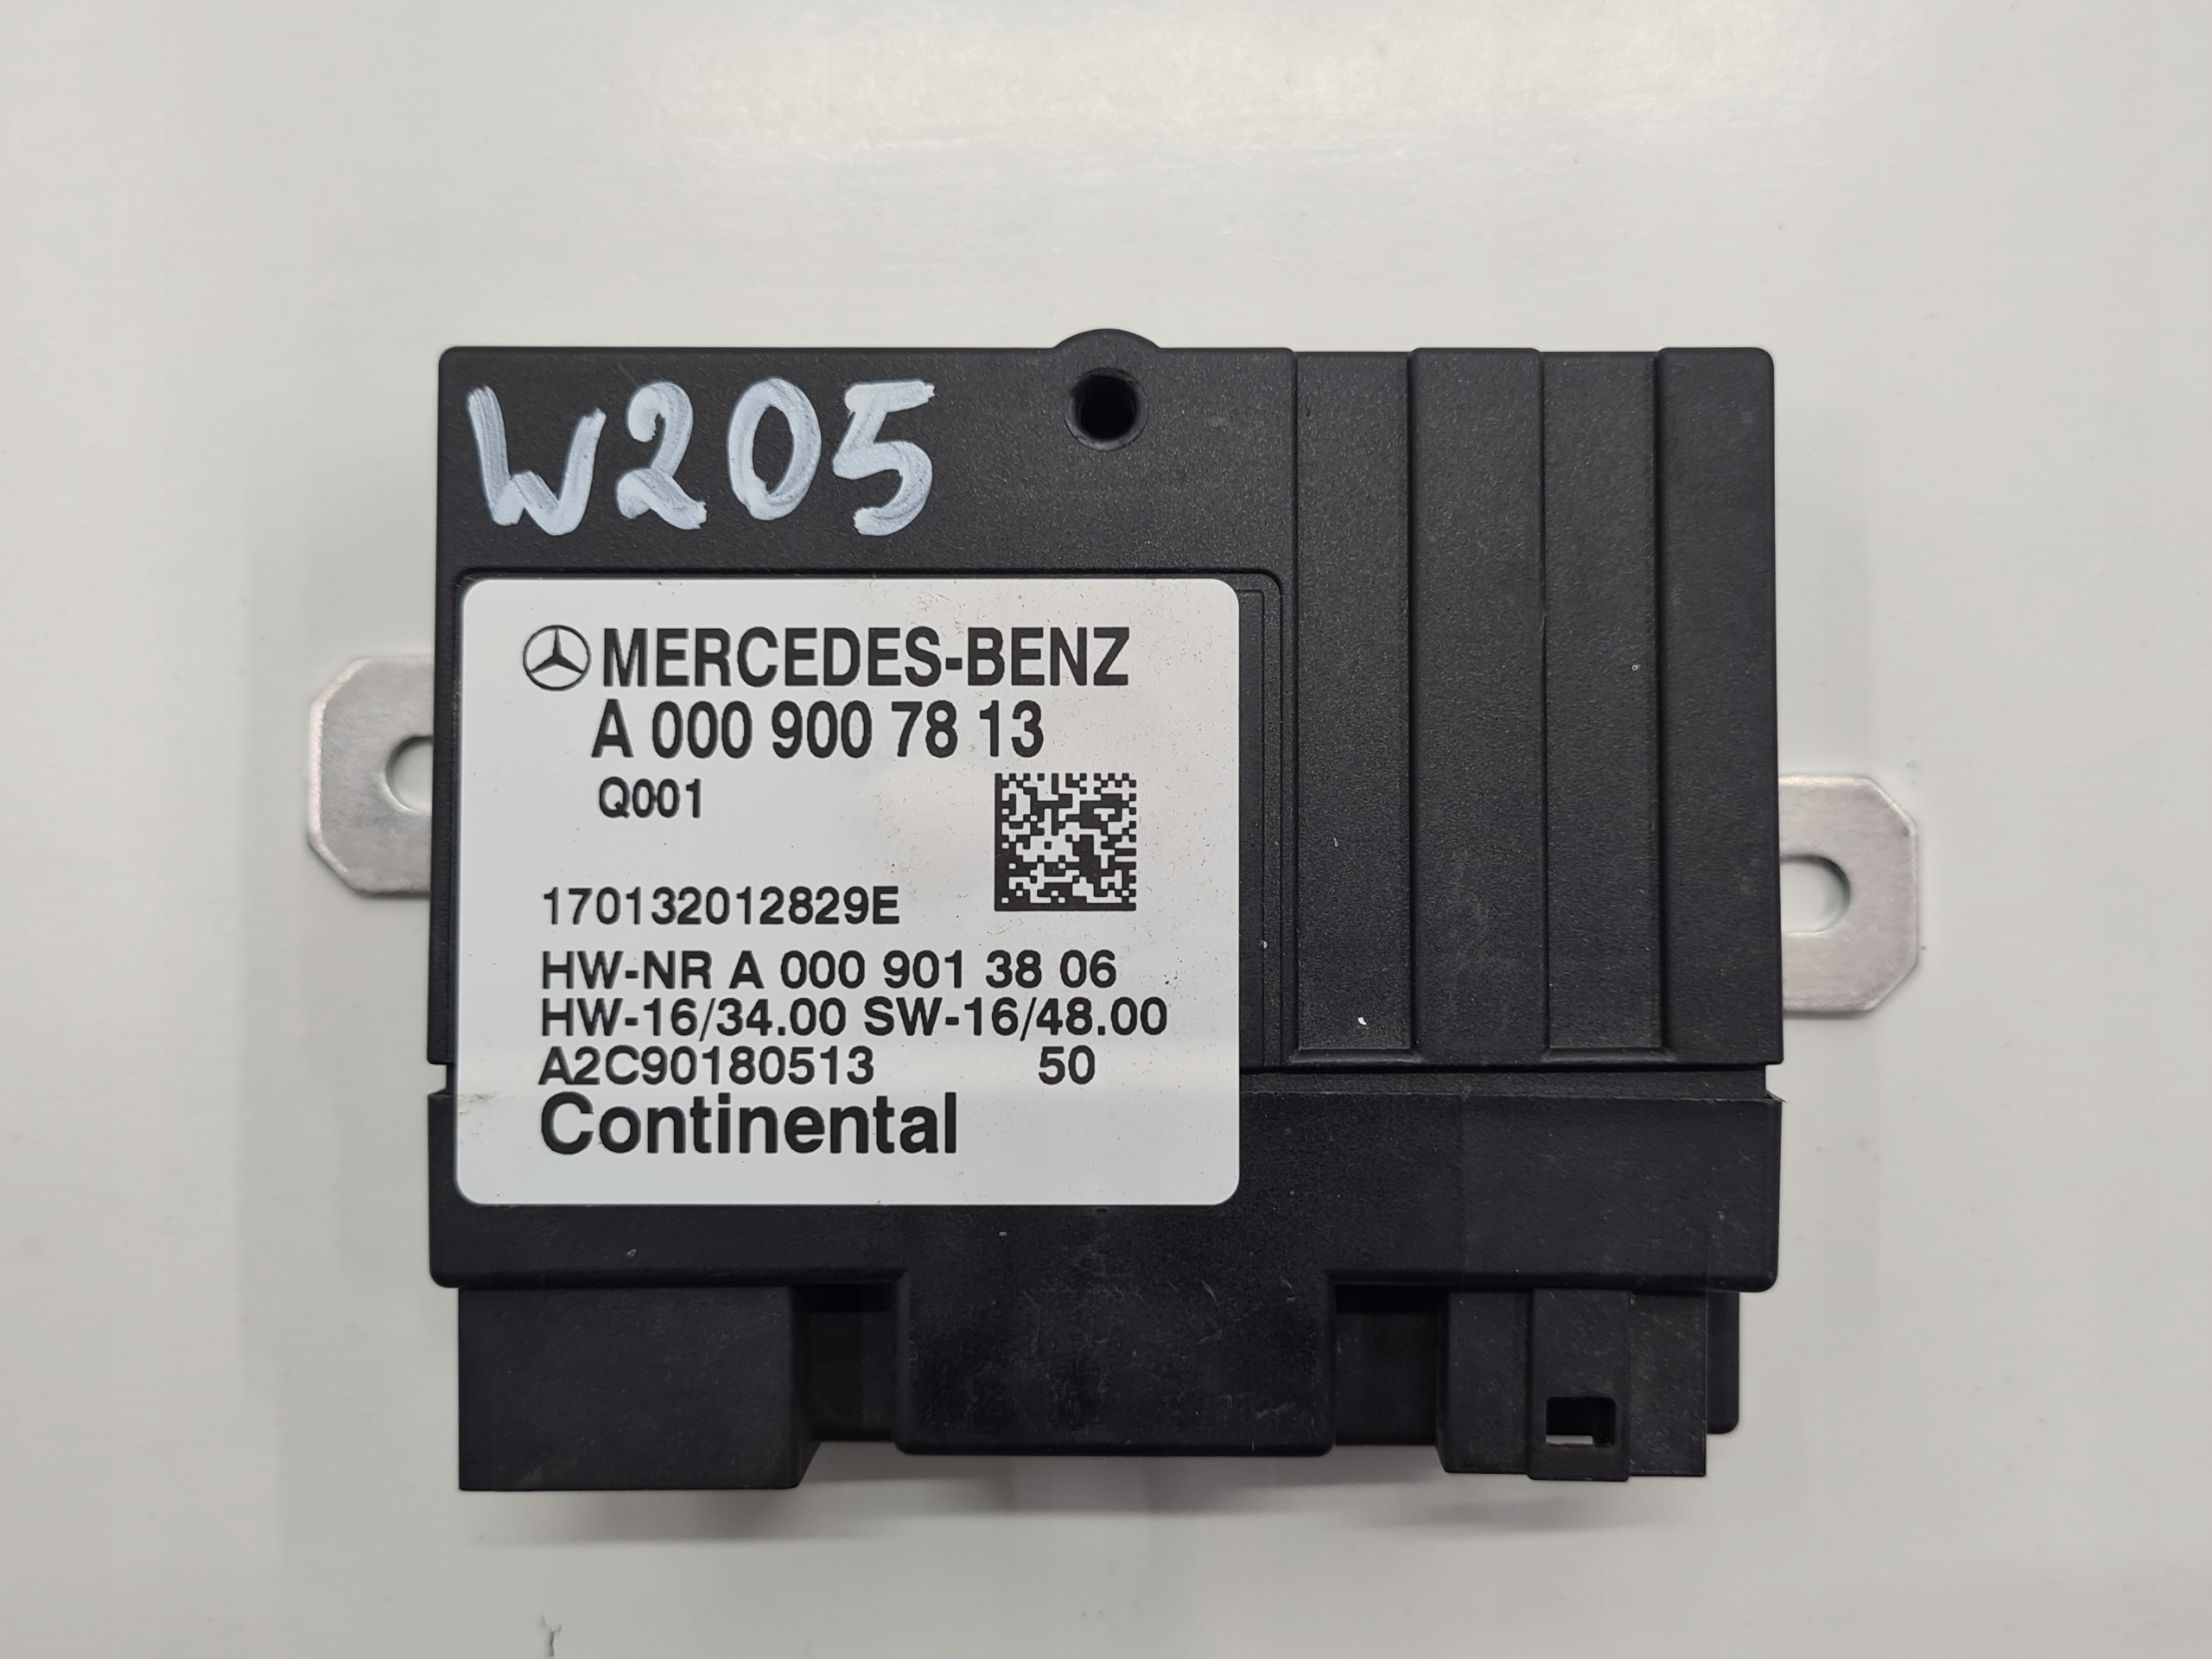 W205
MERCEDES-BENZ
A 000 900 78 13
Q001
170132012829E
HW-NR A 000 901 38 06
HW-16/34.00 SW-16/48.00
A2C90180513 50
Continental